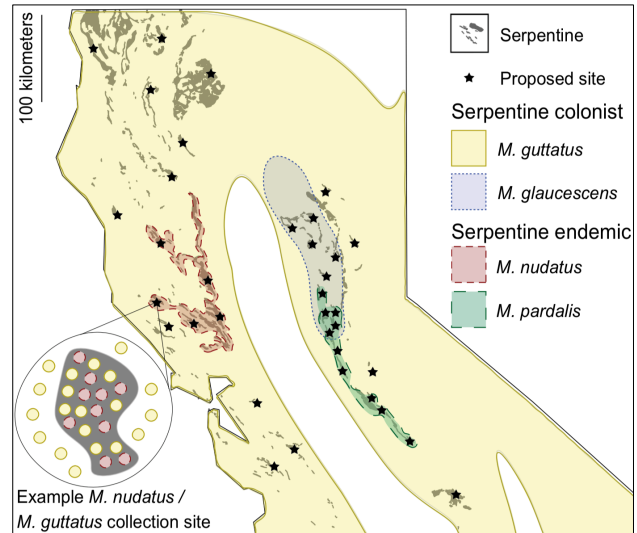 100 kilometers
Serpentine
Proposed site
Serpentine colonist
M. guttatus
M. glaucescens
Serpentine endemic
M. nudatus
M. pardalis
Example M. nudatus /
M. guttatus collection site